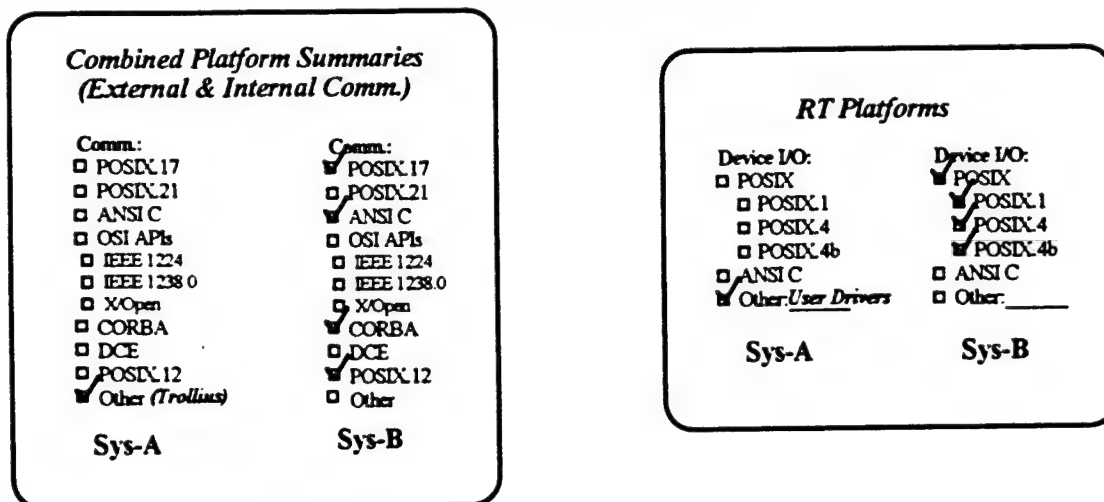 Combined Platform Summaries
(External & Internal Comm.)
Comm.:
POSIX.17
POSIX.21
ANSI C
OSI APIs
IEEE 1224
IEEE 1238.0
X/Open
CORBA
DCE
POSIX.12
Other (Trollius)
Sys-A
Comm.:
POSIX.17
POSIX.21
ANSI C
OSI APIs
IEEE 1224
IEEE 1238.0
X/Open
CORBA
DCE
POSIX.12
Other
Sys-B
RT Platforms
Device I/O:
POSIX
POSIX.1
POSIX.4
POSIX.4b
ANSI C
Other: User Drivers
Sys-A
Device I/O:
POSIX
POSIX.1
POSIX.4
POSIX.4b
ANSI C
Other:
Sys-B